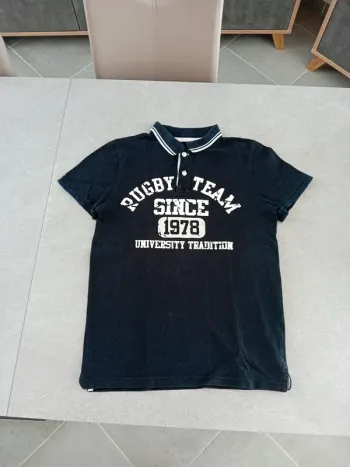 RUGBY TEAM
SINCE
1978
UNIVERSITY TRADITION